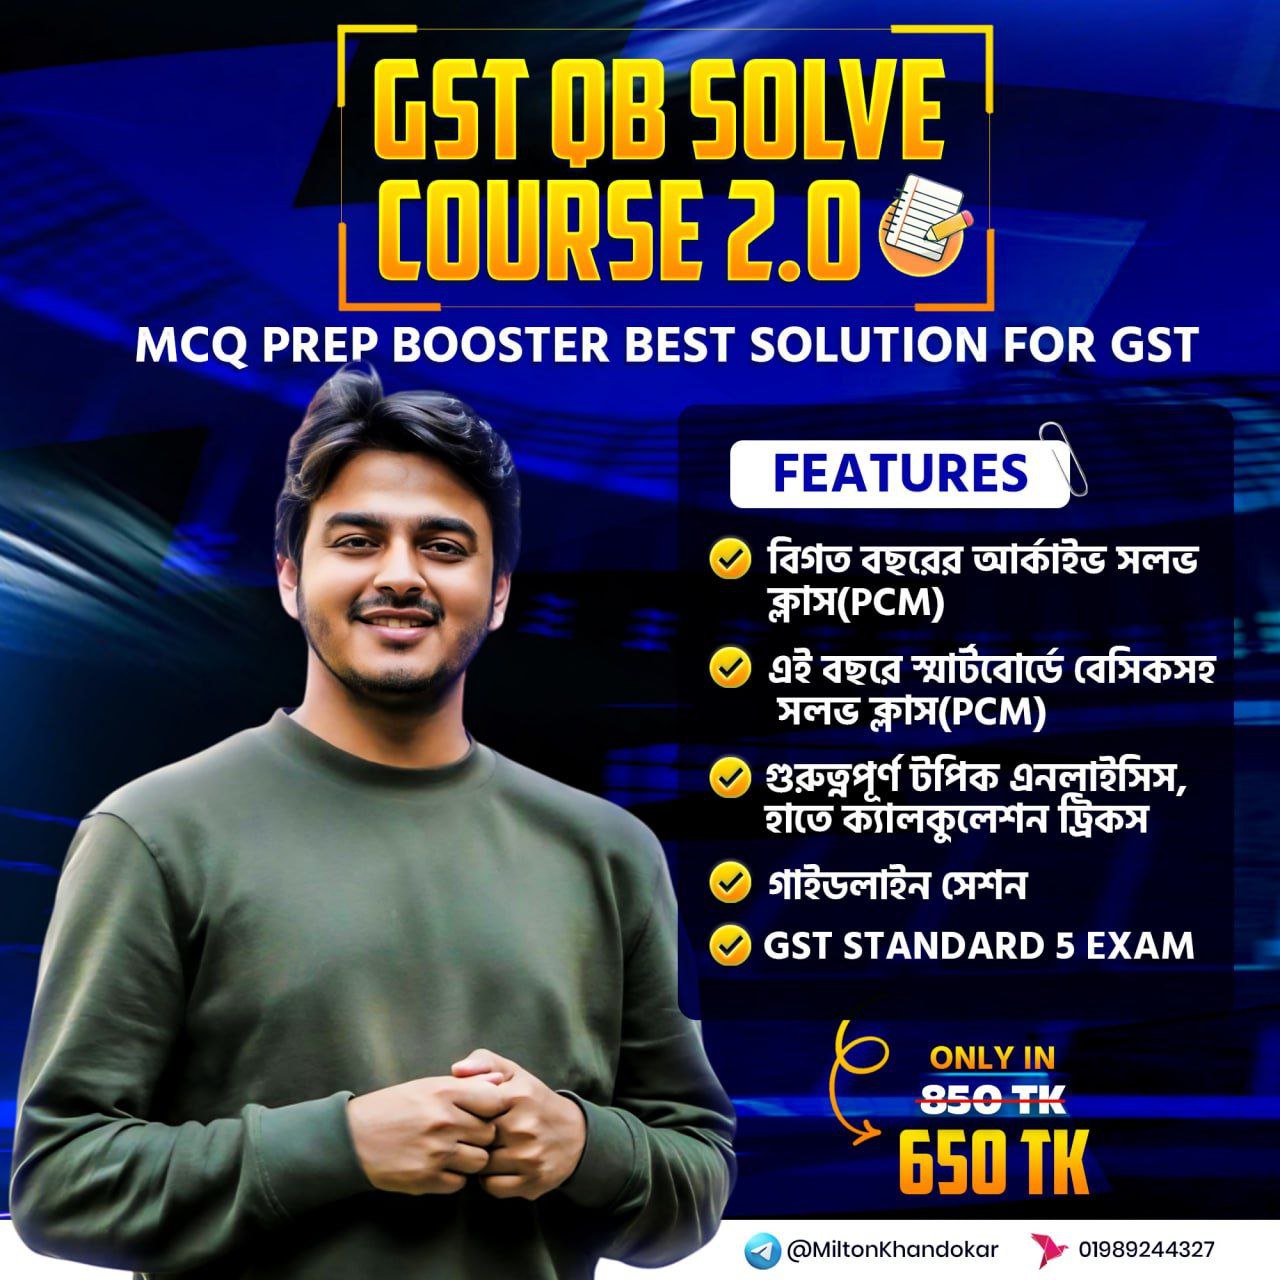 GST QB SOLVE
COURSE 2.0
MCQ PREP BOOSTER BEST SOLUTION FOR GST
FEATURES
বিগত বছরের আর্কাইভ সলভ
ক্লাস(PCM)
এই বছরে স্মার্টবোর্ডে বেসিকসহ
সলভ ক্লাস(PCM)
গুরুত্বপূর্ণ টপিক এনলাইসিস,
হাতে ক্যালকুলেশন ট্রিকস
গাইডলাইন সেশন
GST STANDARD 5 EXAM
ONLY IN
850 TK
650 TK
@MiltonKhandokar 01989244327